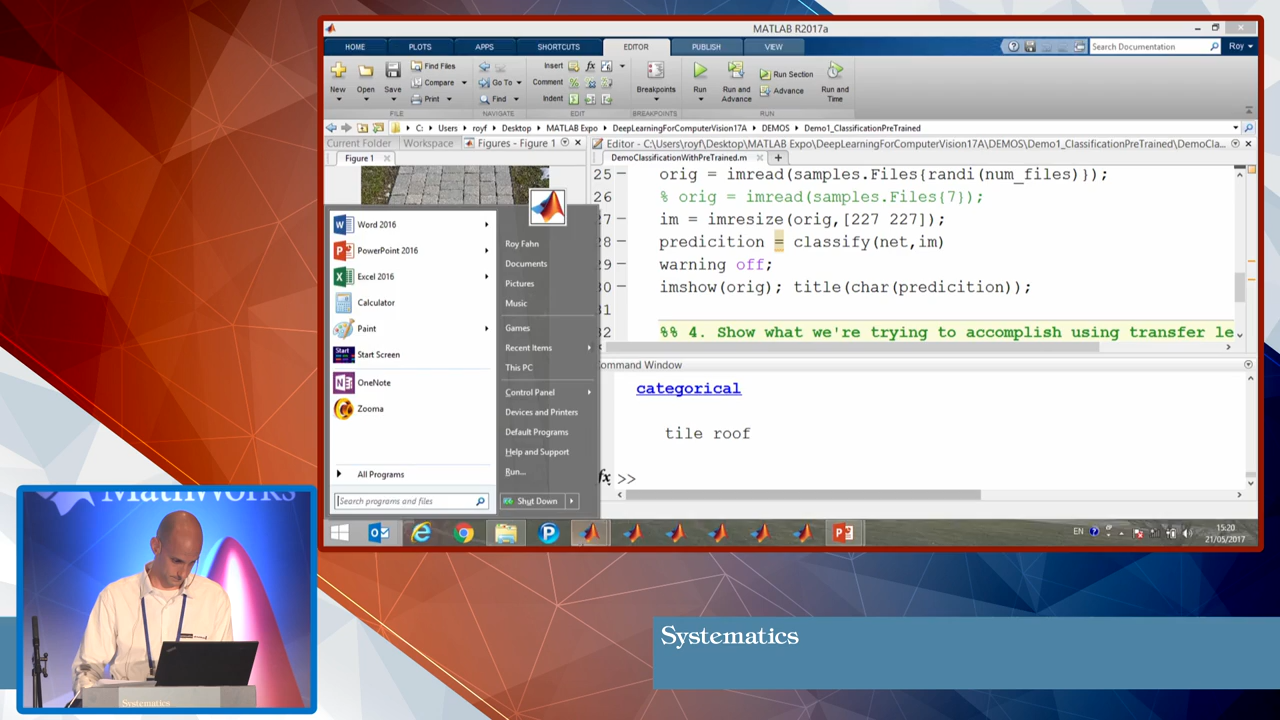 MATLAB R2017a
HOME PLOTS APPS SHORTCUTS EDITOR PUBLISH VIEW
Search Documentation
Roy
New Open Save
Find Files
Compare
Print
Go To
Find
Insert
Comment
Indent
Breakpoints
Run
Run and Advance
Run Section
Advance
Run and Time
FILE NAVIGATE EDIT BREAKPOINTS RUN
C: Users royf Desktop MATLAB Expo DeepLearningForComputerVision17A DEMOS Demo1_ClassificationPreTrained
Current Folder Workspace Figures - Figure 1
Editor - C:\Users\royf\Desktop\MATLAB Expo\DeepLearningForComputerVision17A\DEMOS\Demo1_ClassificationPreTrained\DemoCla...
Figure 1
DemoClassificationWithPreTrained.m
25 orig = imread(samples.Files{randi(num_files)});
26 % orig = imread(samples.Files{7});
27 im = imresize(orig,[227 227]);
28 predicition = classify(net,im)
29 warning off;
30 imshow(orig); title(char(predicition));
31
32 %% 4. Show what we're trying to accomplish using transfer le
ommand Window
categorical
tile roof
fx >>
Word 2016
PowerPoint 2016
Excel 2016
Calculator
Paint
Start
Start Screen
OneNote
Zooma
All Programs
Search programs and files
Roy Fahn
Documents
Pictures
Music
Games
Recent Items
This PC
Control Panel
Devices and Printers
Default Programs
Help and Support
Run...
Shut Down
EN
15:20
21/05/2017
MathWorks
Systematics
Systematics